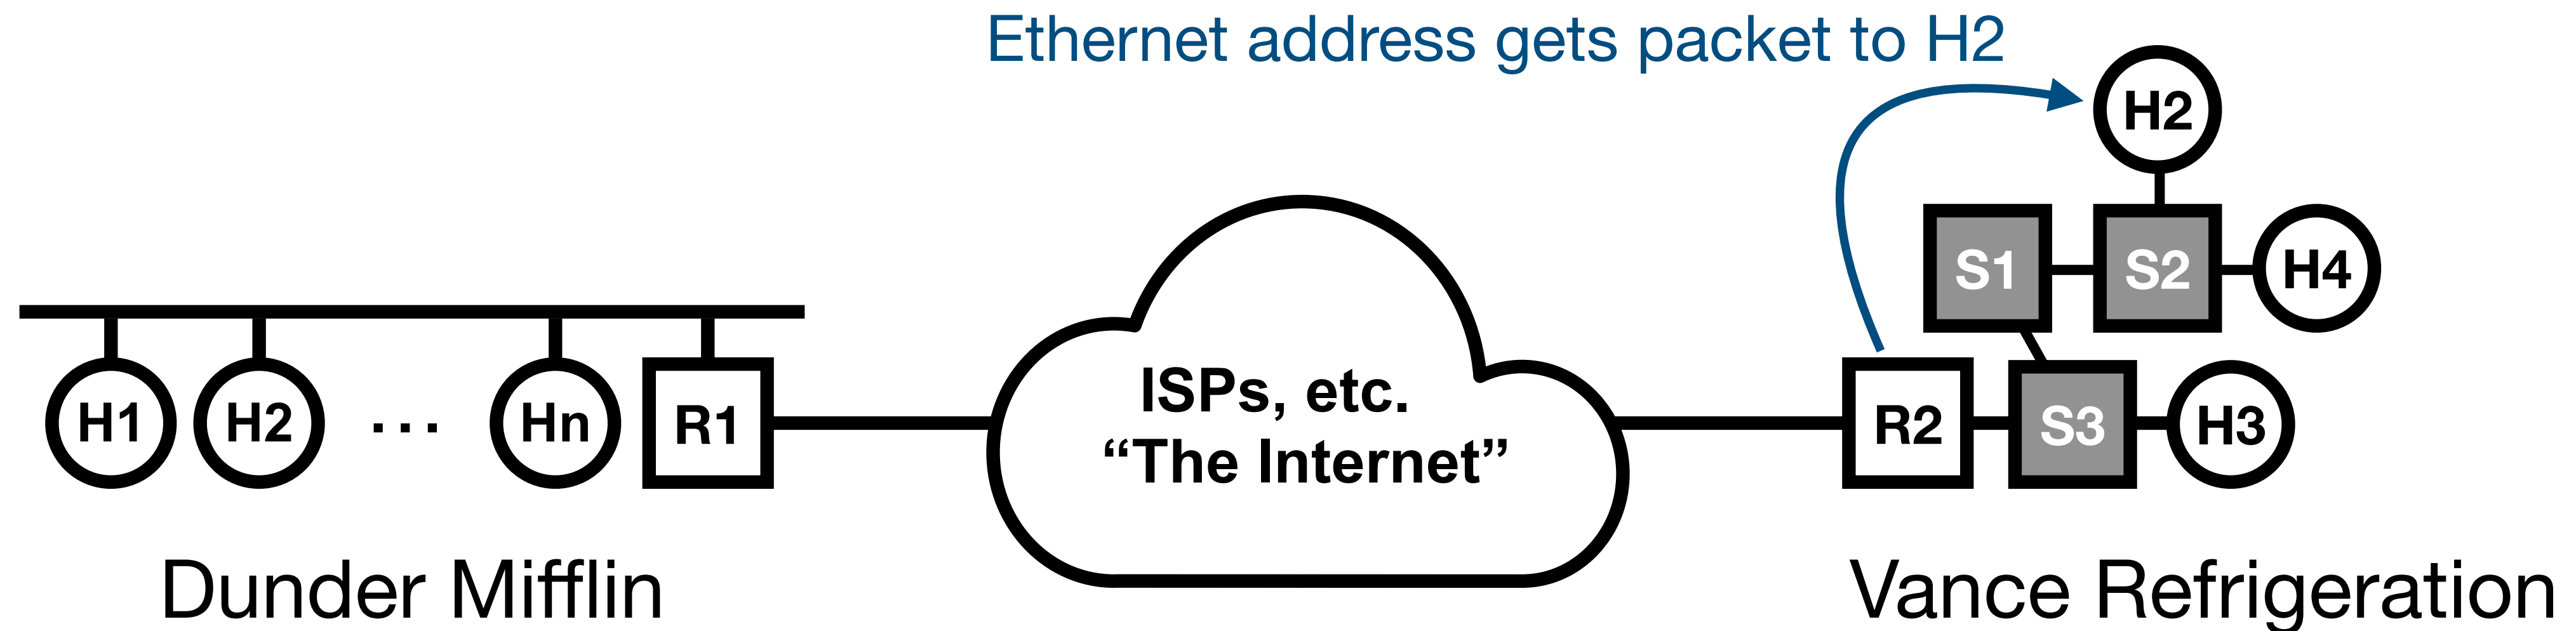 Ethernet address gets packet to H2
H2
S1
S2
H4
H1
H2
...
Hn
R1
ISPs, etc.
“The Internet”
R2
S3
H3
Dunder Mifflin
Vance Refrigeration